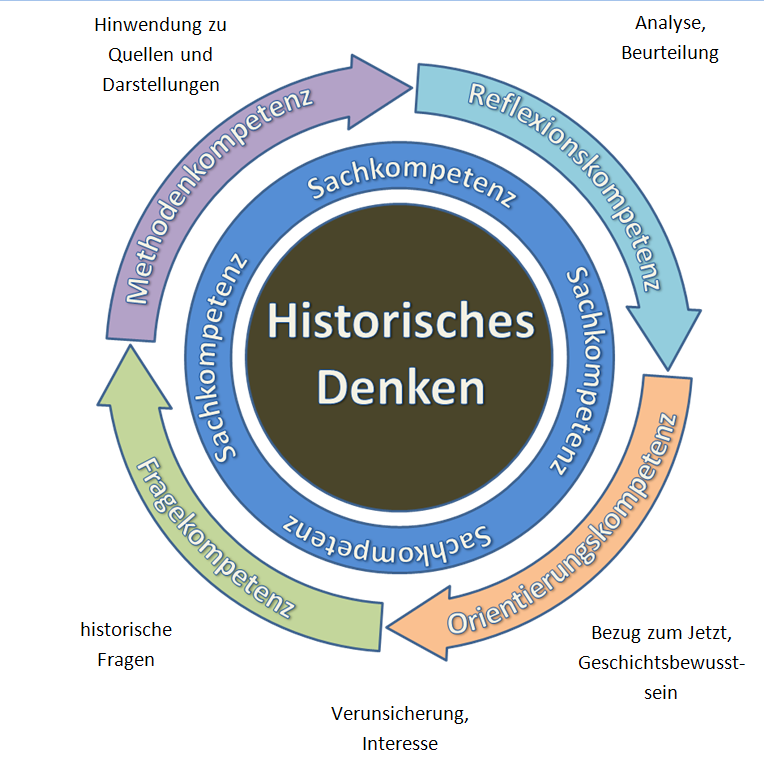 Hinwendung zu
Quellen und
Darstellungen
Analyse,
Beurteilung
Methodenkompetenz
Reflexionskompetenz
Sachkompetenz
Sachkompetenz
Sachkompetenz
Historisches
Denken
Sachkompetenz
Fragekompetenz
Orientierungskompetenz
historische
Fragen
Bezug zum Jetzt,
Geschichtsbewusst-
sein
Verunsicherung,
Interesse